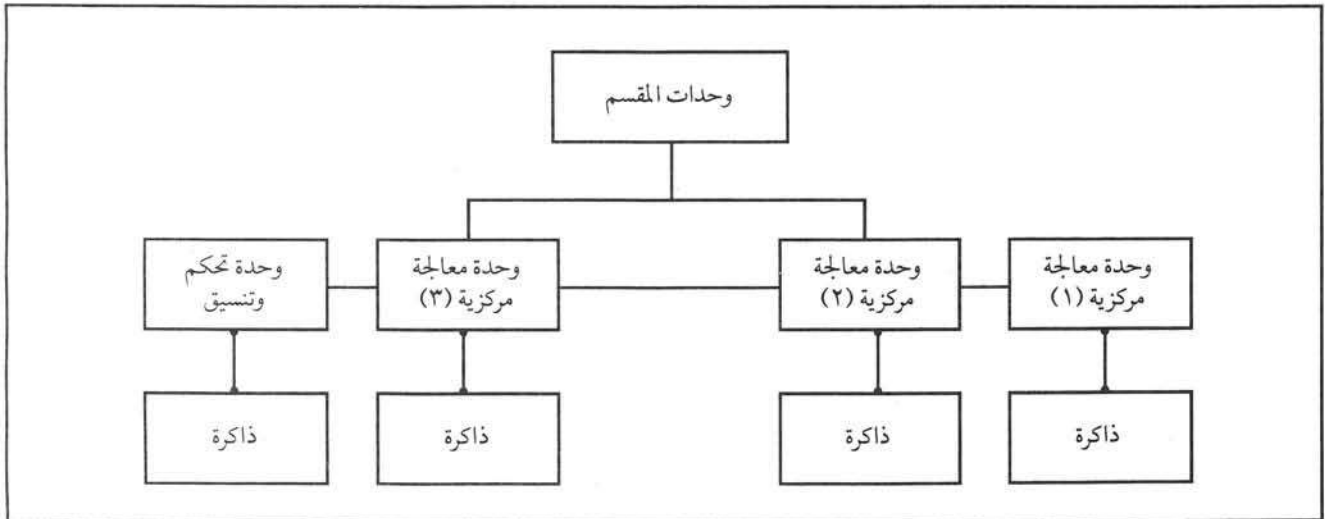 وحدات المقسم
وحدة معالجة
مركزية (١)
وحدة معالجة
مركزية (٢)
وحدة معالجة
مركزية (٣)
وحدة تحكم
وتنسيق
ذاكرة
ذاكرة
ذاكرة
ذاكرة